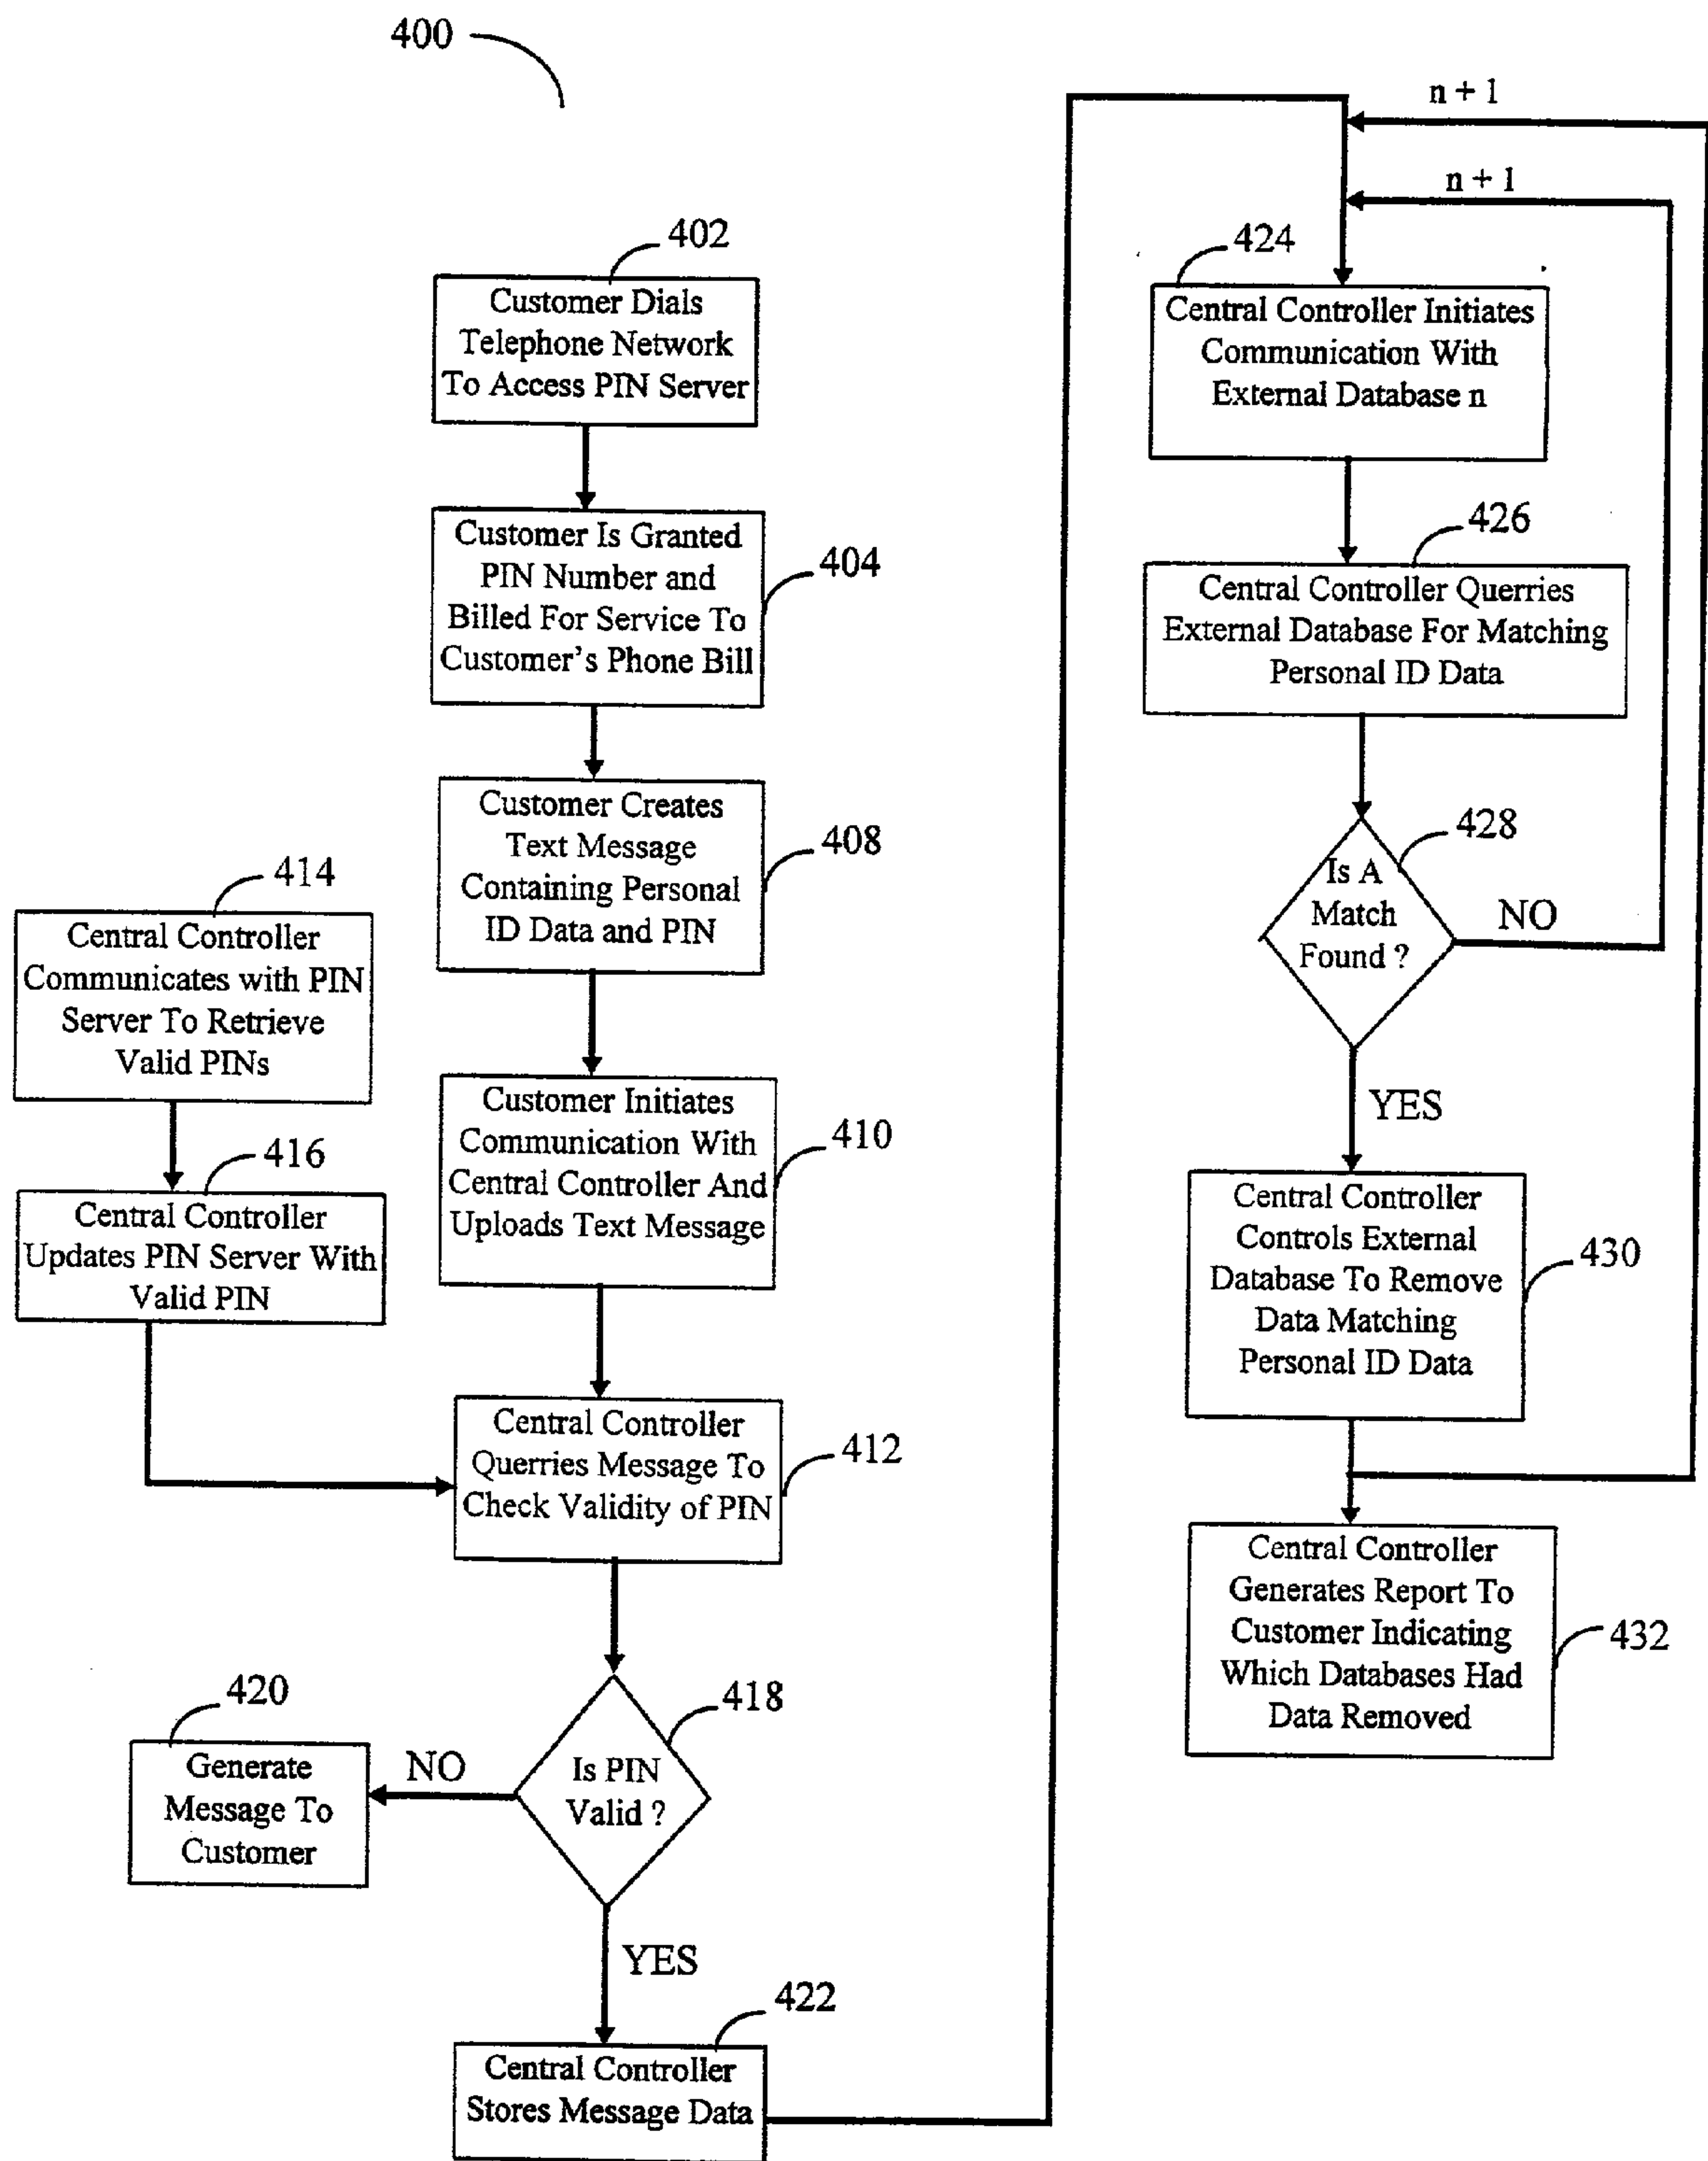 400
402
Customer Dials
Telephone Network
To Access PIN Server
Customer Is Granted
PIN Number and
Billed For Service To
Customer's Phone Bill
404
Customer Creates
Text Message
Containing Personal
ID Data and PIN
408
414
Central Controller
Communicates with PIN
Server To Retrieve
Valid PINs
416
Central Controller
Updates PIN Server With
Valid PIN
Customer Initiates
Communication With
Central Controller And
Uploads Text Message
410
Central Controller
Querries Message To
Check Validity of PIN
412
418
Is PIN
Valid ?
NO
420
Generate
Message To
Customer
YES
422
Central Controller
Stores Message Data
n + 1
n + 1
424
Central Controller Initiates
Communication With
External Database n
426
Central Controller Querries
External Database For Matching
Personal ID Data
428
Is A
Match
Found ?
NO
YES
Central Controller
Controls External
Database To Remove
Data Matching
Personal ID Data
430
Central Controller
Generates Report To
Customer Indicating
Which Databases Had
Data Removed
432